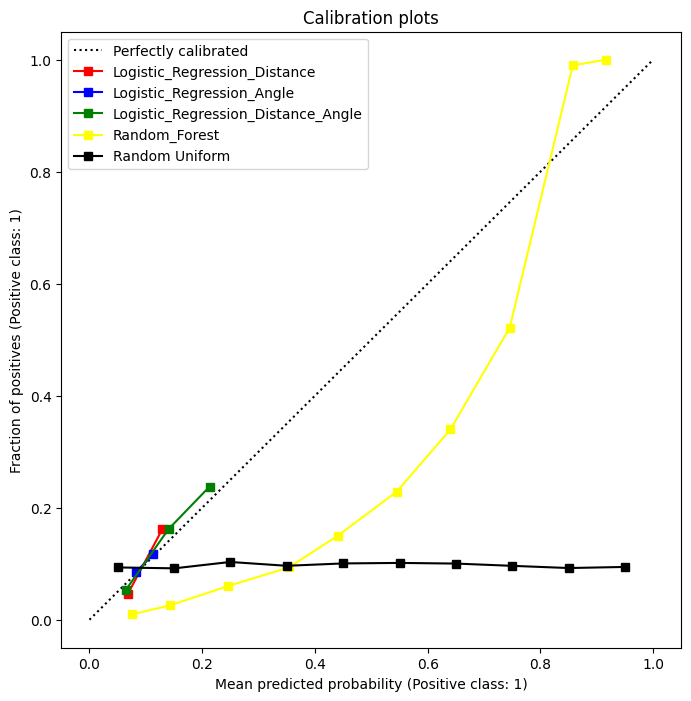 Calibration plots
Perfectly calibrated
Logistic_Regression_Distance
Logistic_Regression_Angle
Logistic_Regression_Distance_Angle
Random_Forest
Random Uniform
Fraction of positives (Positive class: 1)
1.0
0.8
0.6
0.4
0.2
0.0
0.0 0.2 0.4 0.6 0.8 1.0
Mean predicted probability (Positive class: 1)